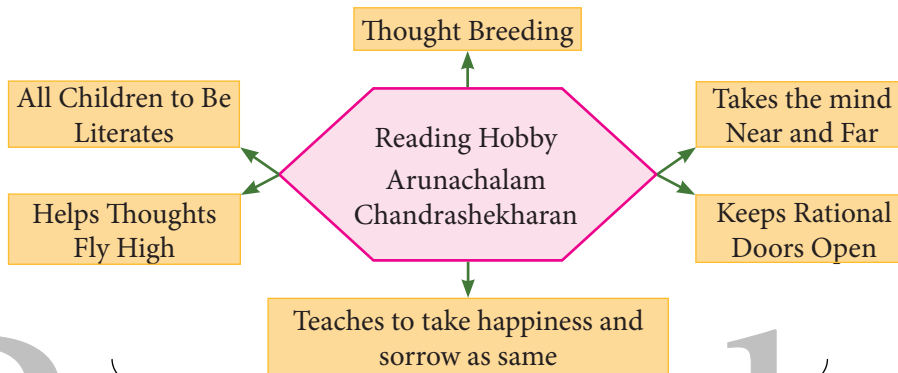 Thought Breeding
All Children to Be
Literates
Takes the mind
Near and Far
Reading Hobby
Arunachalam
Chandrashekharan
Helps Thoughts
Fly High
Keeps Rational
Doors Open
Teaches to take happiness and
sorrow as same